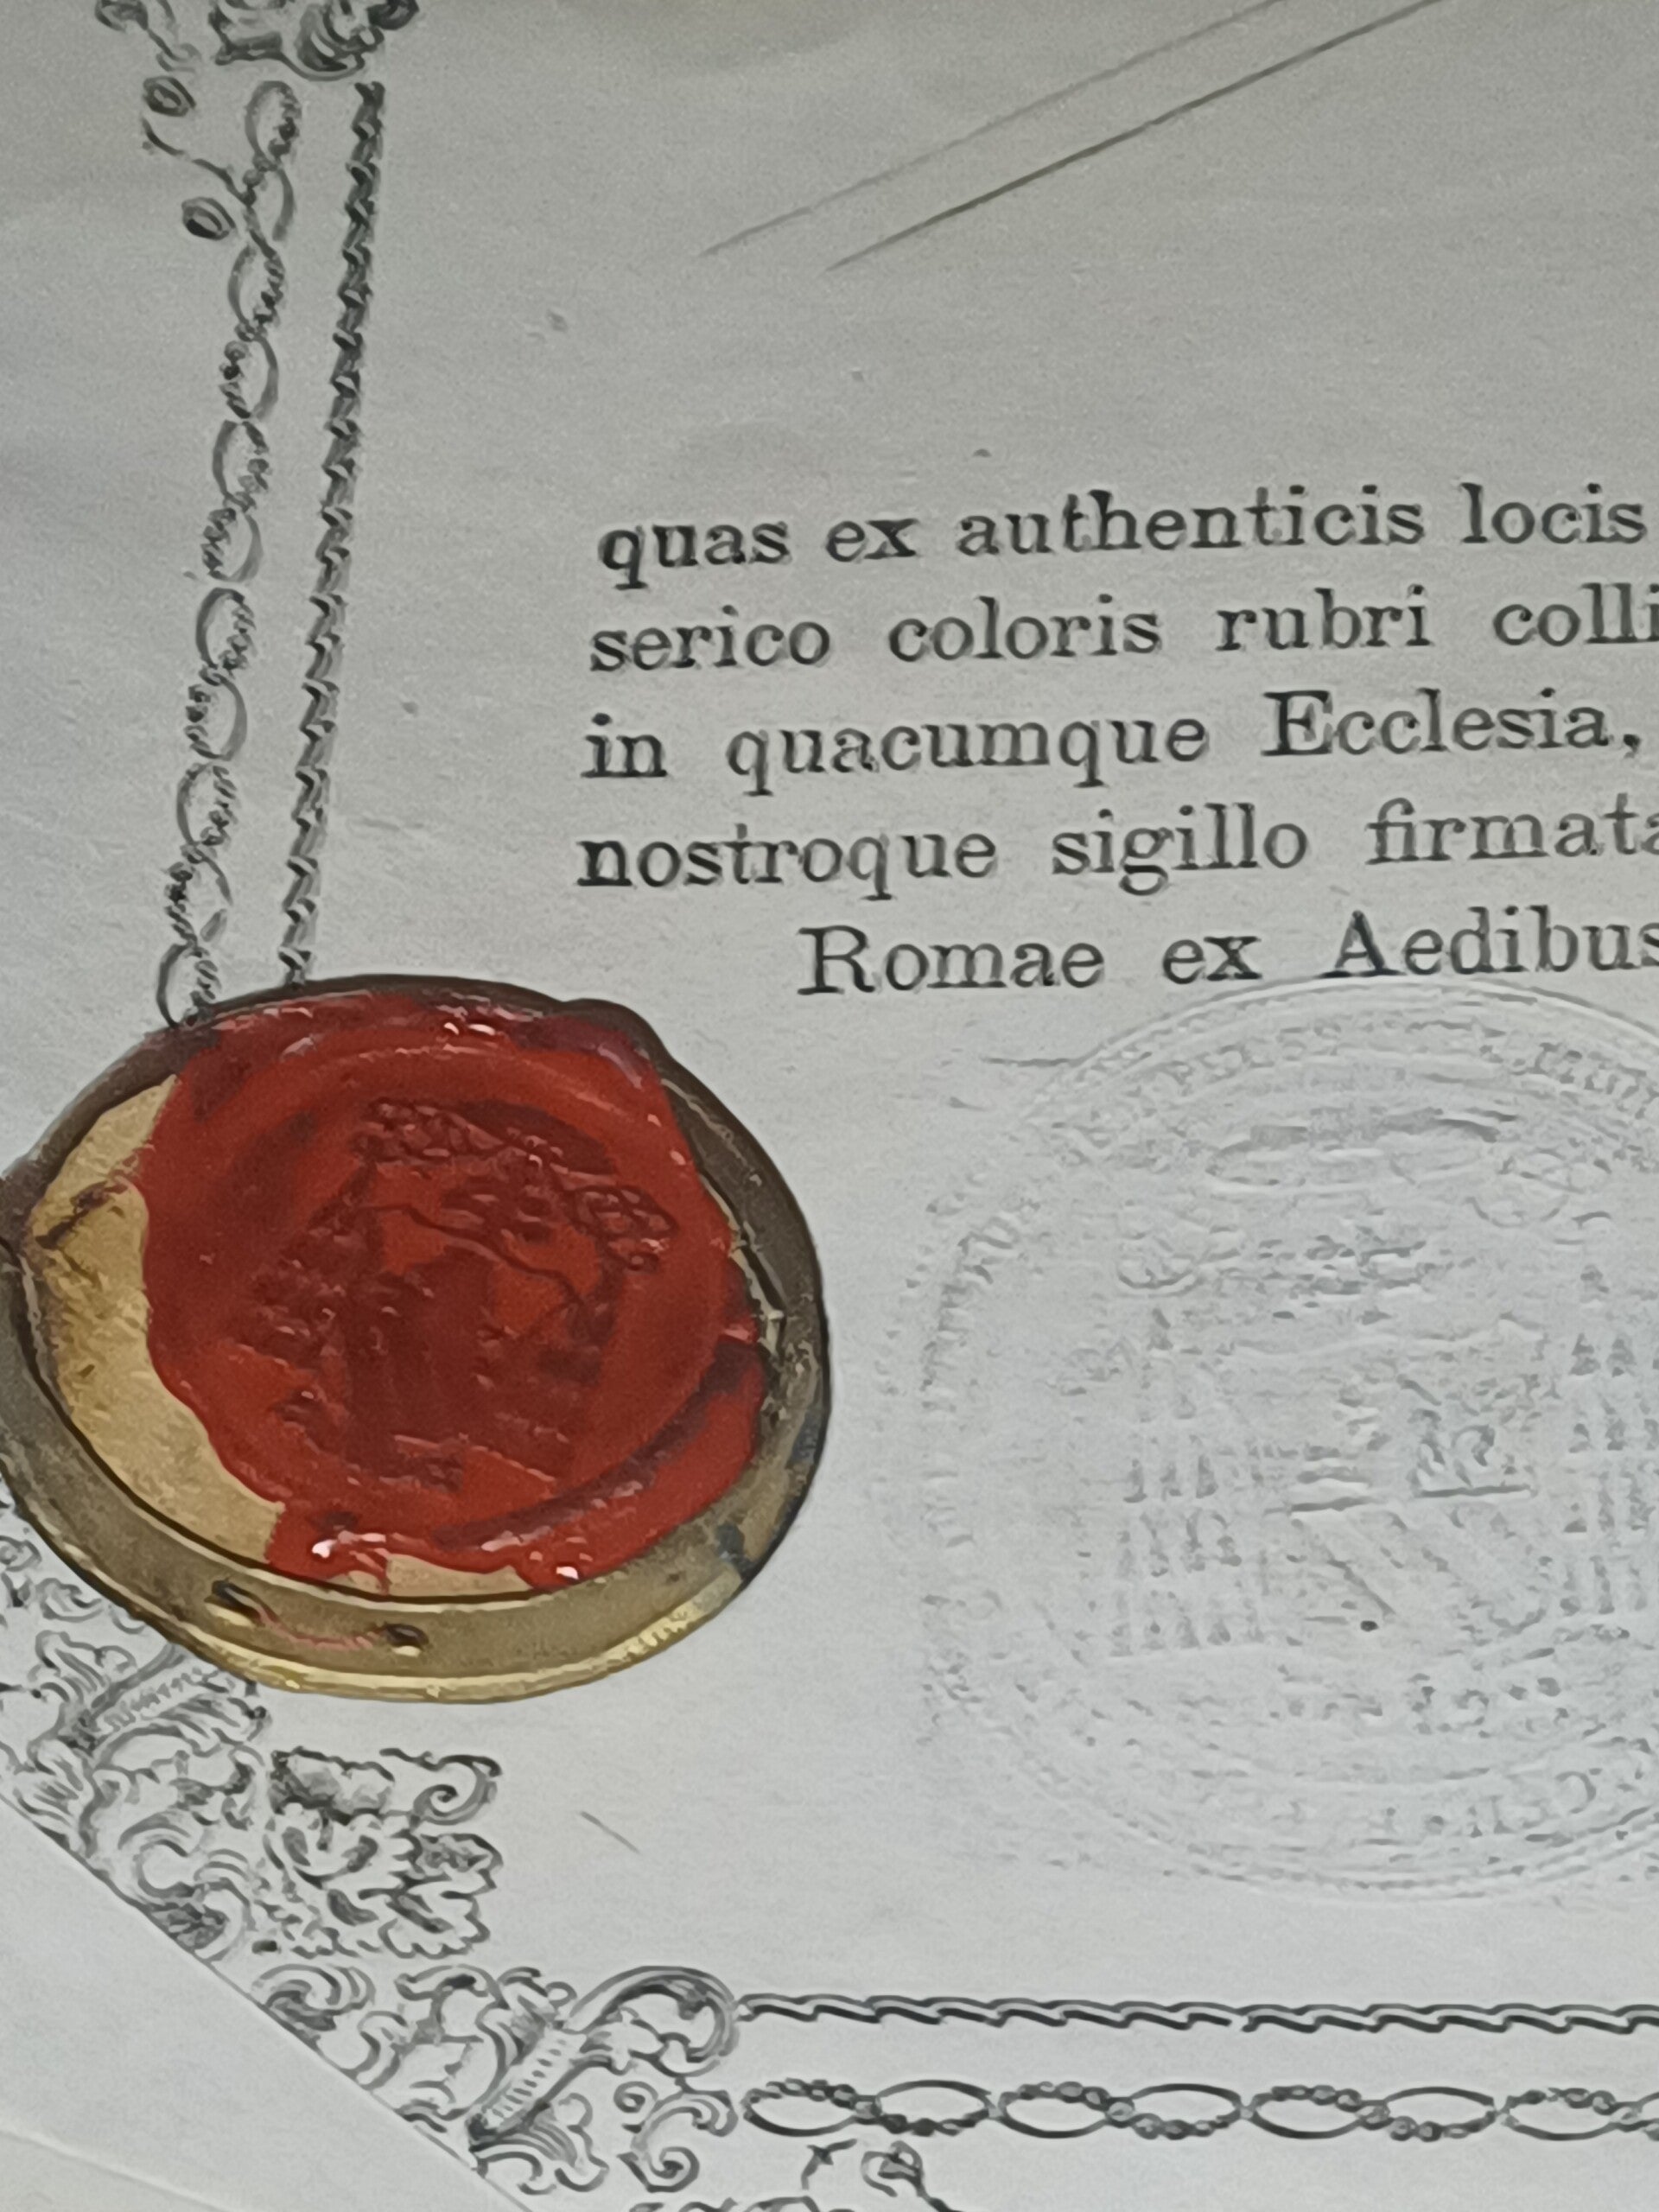 quas ex authenticis locis
serico coloris rubri colli
in quacumque Ecclesia,
nostroque sigillo firmata
Romae ex Aedibus